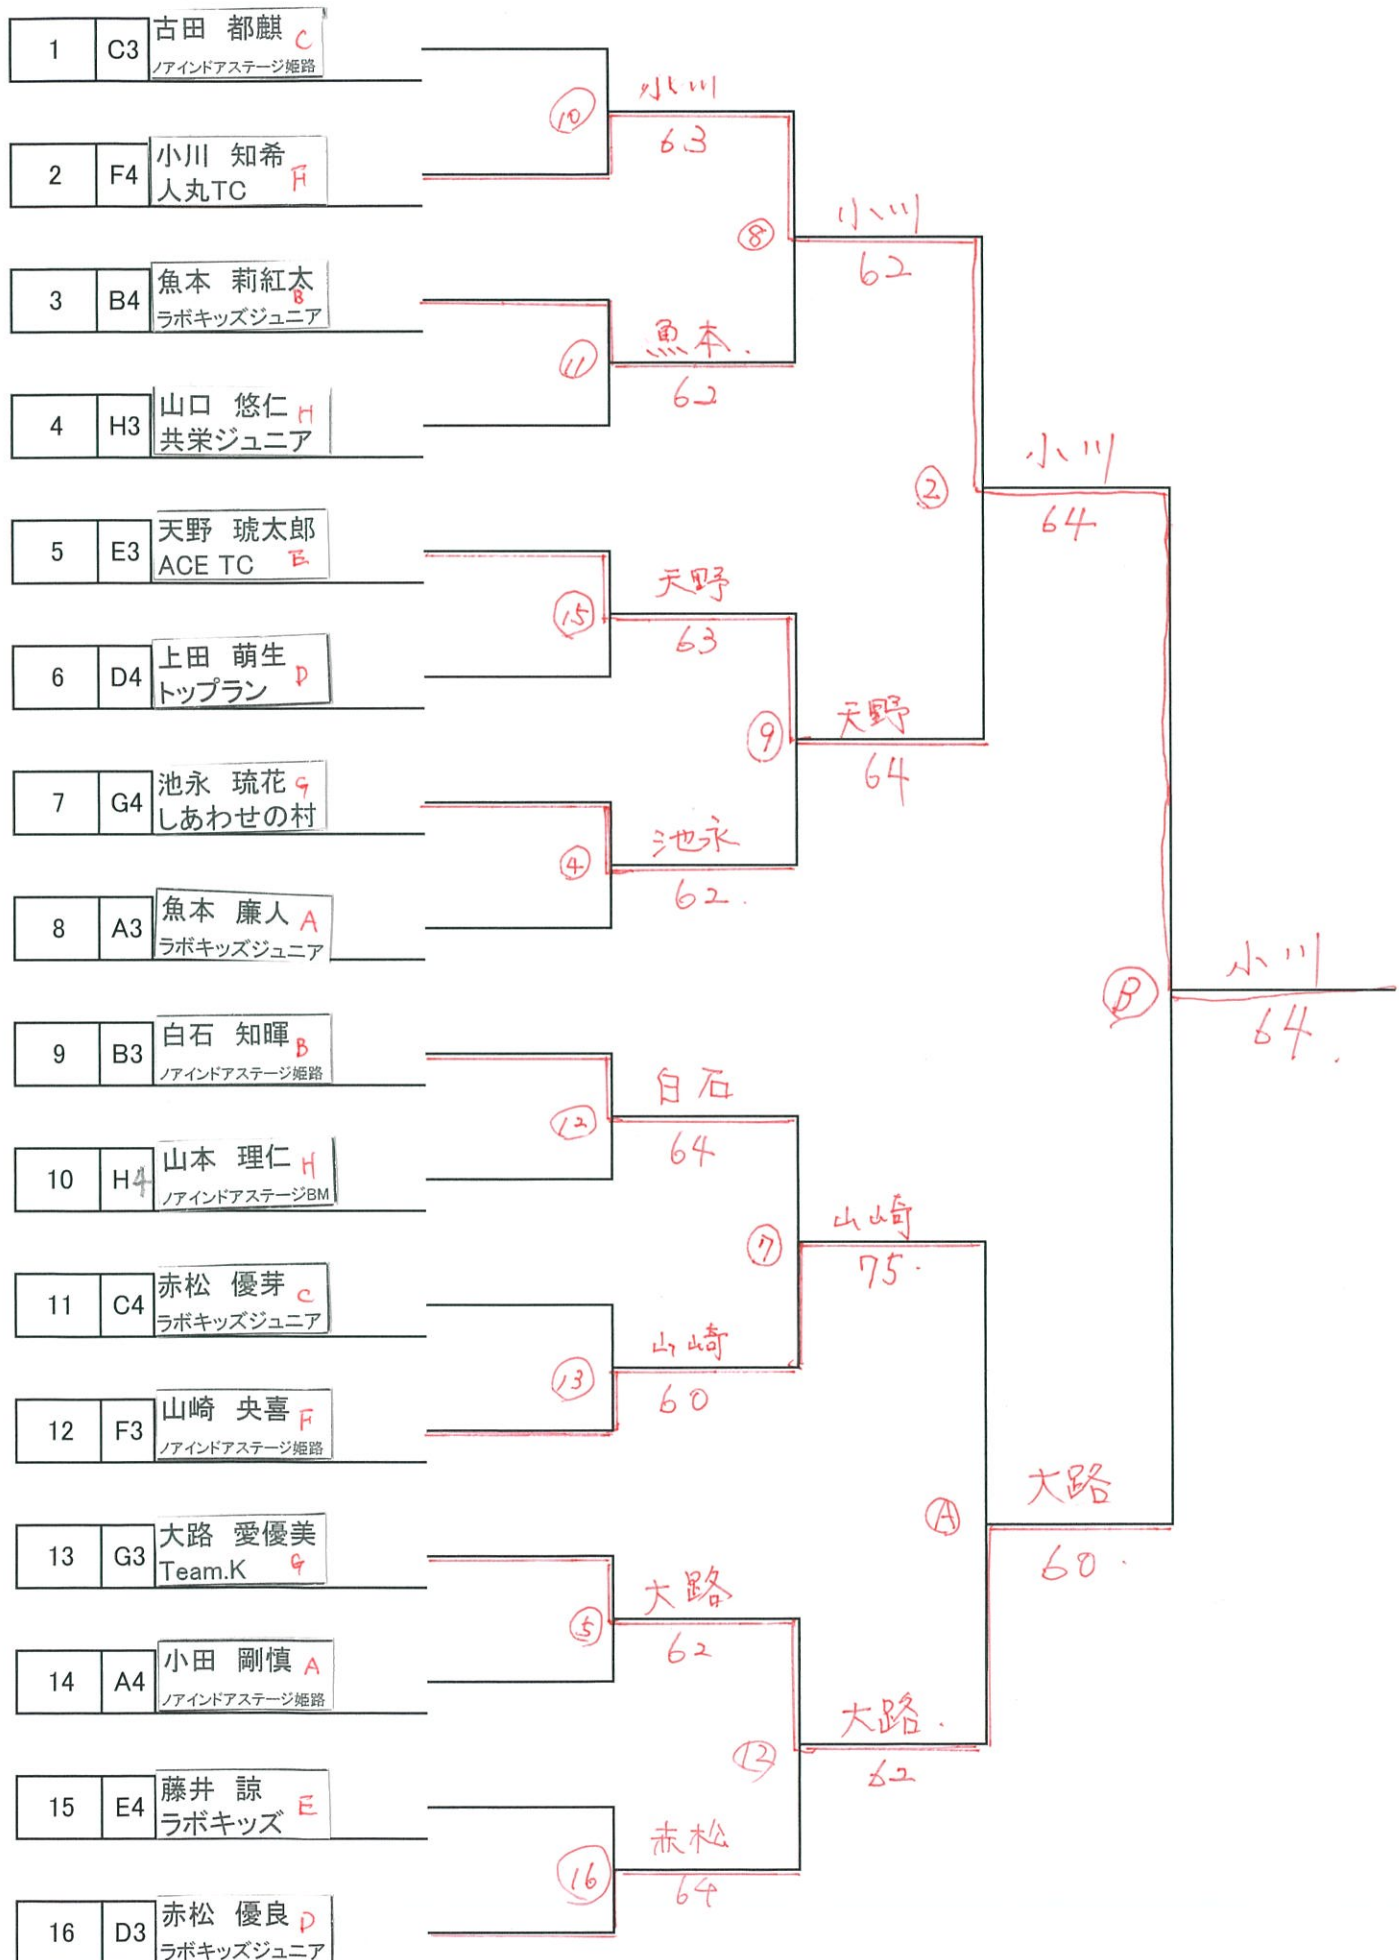 1 C3 古田 都麒 C
ノアインドアステージ姫路
⑩ 小川
63
2 F4 小川 知希 F
人丸TC
⑧ 小川
62
3 B4 魚本 莉紅太 B
ラボキッズジュニア
⑪ 魚本.
62
4 H3 山口 悠仁 H
共栄ジュニア
② 小川
64
5 E3 天野 琥太郎
ACE TC E
⑮ 天野
63
6 D4 上田 萌生 D
トップラン
⑨ 天野
64
7 G4 池永 琉花 G
しあわせの村
④ 池永
62.
8 A3 魚本 廉人 A
ラボキッズジュニア
Ⓑ 小川
64.
9 B3 白石 知暉 B
ノアインドアステージ姫路
⑫ 白石
64
10 H4 山本 理仁 H
ノアインドアステージBM
⑦ 山崎
75.
11 C4 赤松 優芽 C
ラボキッズジュニア
⑬ 山崎
60
12 F3 山崎 央喜 F
ノアインドアステージ姫路
Ⓐ 大路
60.
13 G3 大路 愛優美
Team.K G
⑤ 大路
62
14 A4 小田 剛慎 A
ノアインドアステージ姫路
大路.
62
15 E4 藤井 諒 E
ラボキッズ
⑯ 赤松
64
16 D3 赤松 優良 D
ラボキッズジュニア